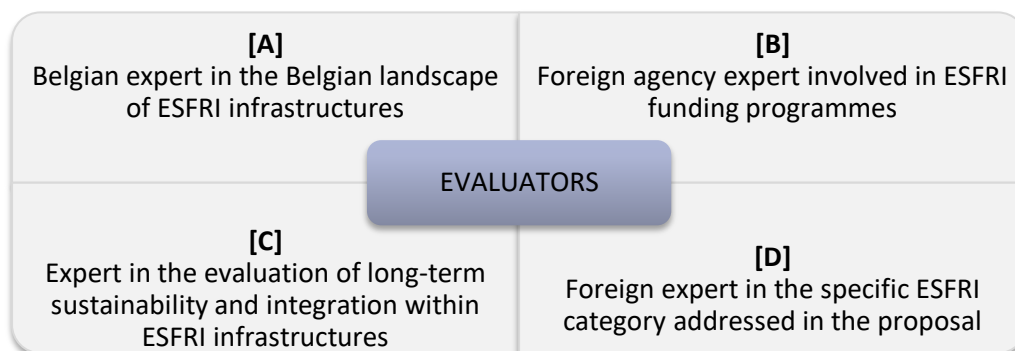 [A]
Belgian expert in the Belgian landscape
of ESFRI infrastructures
[B]
Foreign agency expert involved in ESFRI
funding programmes
EVALUATORS
[C]
Expert in the evaluation of long-term
sustainability and integration within
ESFRI infrastructures
[D]
Foreign expert in the specific ESFRI
category addressed in the proposal